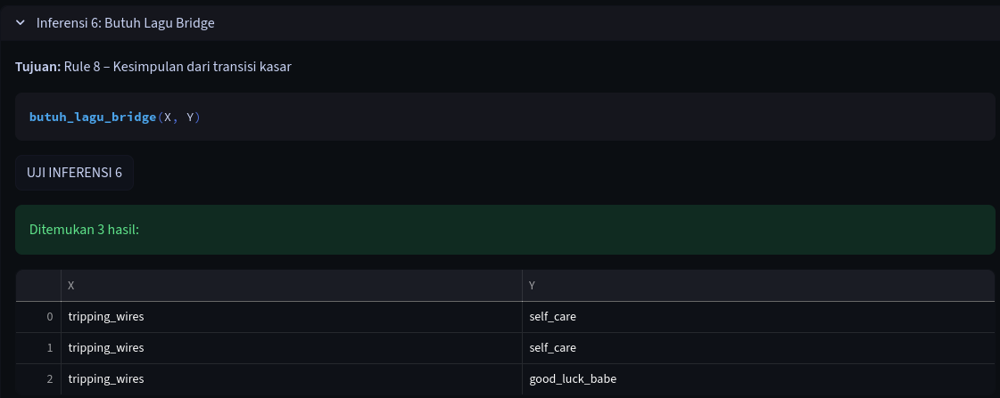 Inferensi 6: Butuh Lagu Bridge
Tujuan: Rule 8 – Kesimpulan dari transisi kasar
butuh_lagu_bridge(X, Y)
UJI INFERENSI 6
Ditemukan 3 hasil:
X Y
0 tripping_wires self_care
1 tripping_wires self_care
2 tripping_wires good_luck_babe